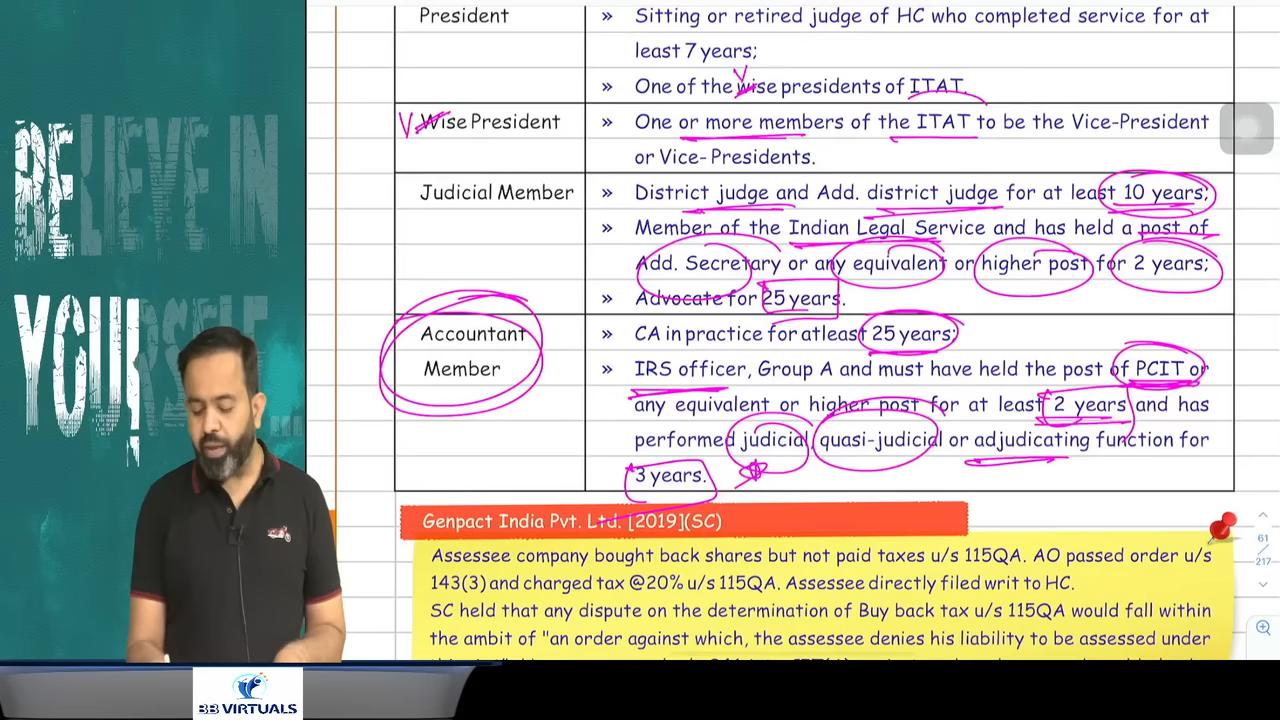 BELIEVE IN
YOURSELF...
President
» Sitting or retired judge of HC who completed service for at
least 7 years;
» One of the wise presidents of ITAT.
V
V Wise President
» One or more members of the ITAT to be the Vice-President
or Vice- Presidents.
Judicial Member
» District judge and Add. district judge for at least 10 years;
» Member of the Indian Legal Service and has held a post of
Add. Secretary or any equivalent or higher post for 2 years;
» Advocate for 25 years.
Accountant
Member
» CA in practice for atleast 25 years;
» IRS officer, Group A and must have held the post of PCIT or
any equivalent or higher post for at least 2 years and has
performed judicial, quasi-judicial or adjudicating function for
3 years.
Genpact India Pvt. Ltd. [2019](SC)
Assessee company bought back shares but not paid taxes u/s 115QA. AO passed order u/s
143(3) and charged tax @20% u/s 115QA. Assessee directly filed writ to HC.
SC held that any dispute on the determination of Buy back tax u/s 115QA would fall within
the ambit of "an order against which, the assessee denies his liability to be assessed under
61
217
BB VIRTUALS